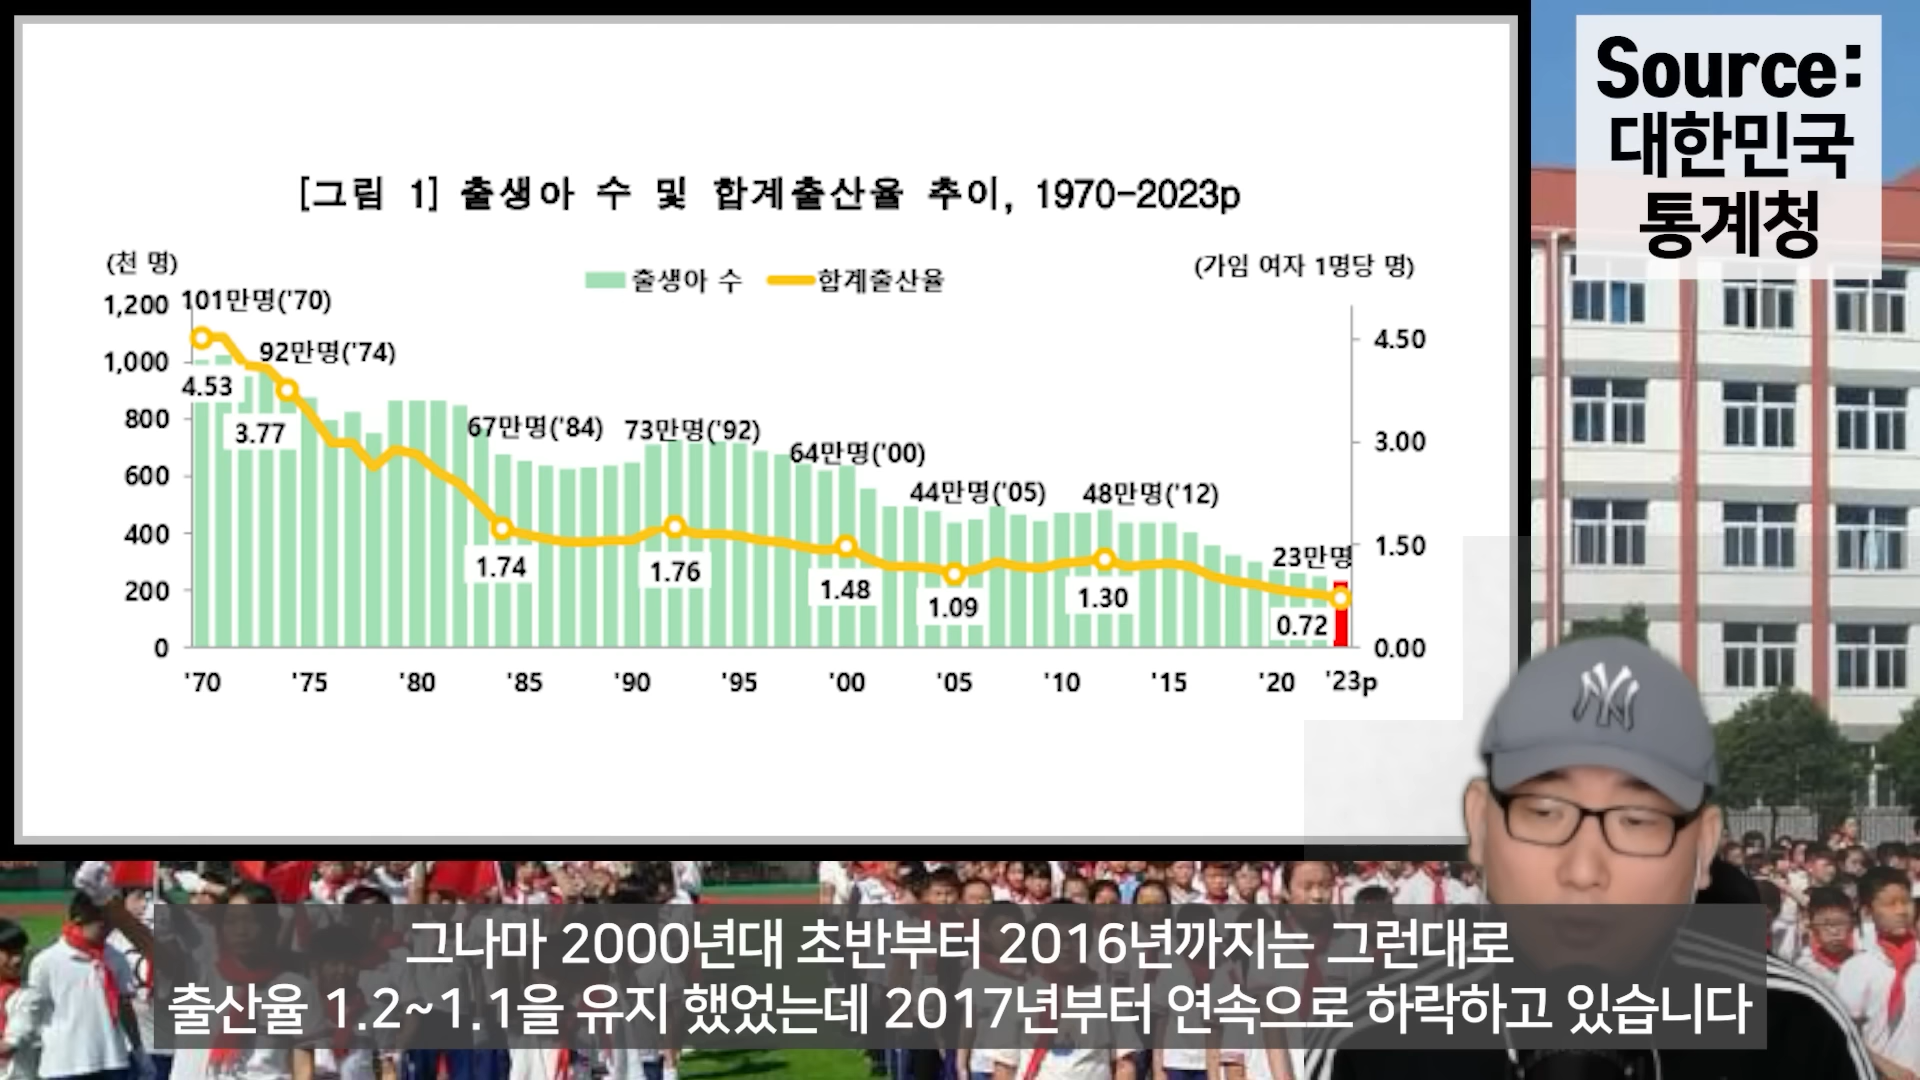 Source:
대한민국
통계청
[그림 1] 출생아 수 및 합계출산율 추이, 1970-2023p
(천 명)
(가임 여자 1명당 명)
출생아 수
합계출산율
1,200
1,000
800
600
400
200
0
4.50
3.00
1.50
0.00
101만명('70)
92만명('74)
67만명('84)
73만명('92)
64만명('00)
44만명('05)
48만명('12)
23만명
4.53
3.77
1.74
1.76
1.48
1.09
1.30
0.72
'70 '75 '80 '85 '90 '95 '00 '05 '10 '15 '20 '23p
NY
그나마 2000년대 초반부터 2016년까지는 그런대로
출산율 1.2~1.1을 유지 했었는데 2017년부터 연속으로 하락하고 있습니다